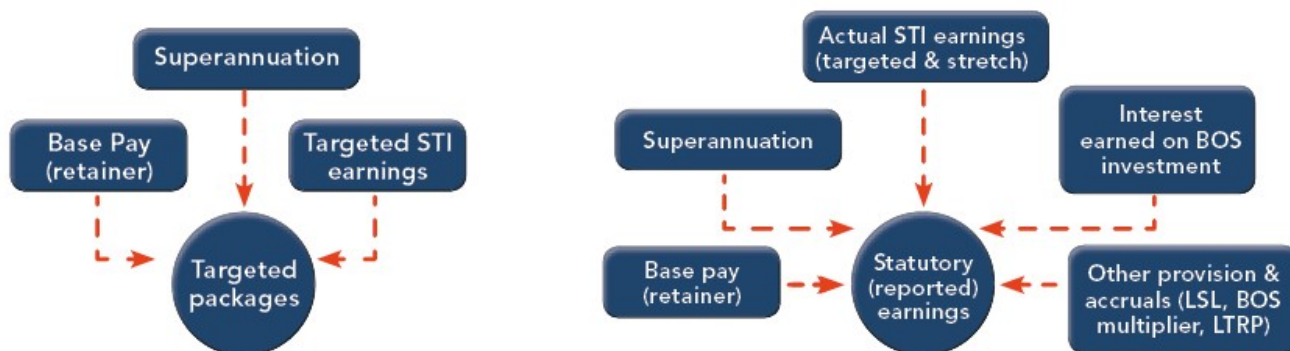 Superannuation
Base Pay
(retainer)
Targeted STI
earnings
Targeted
packages
Actual STI earnings
(targeted & stretch)
Superannuation
Interest
earned on BOS
investment
Base pay
(retainer)
Statutory
(reported)
earnings
Other provision &
accruals (LSL, BOS
multiplier, LTRP)